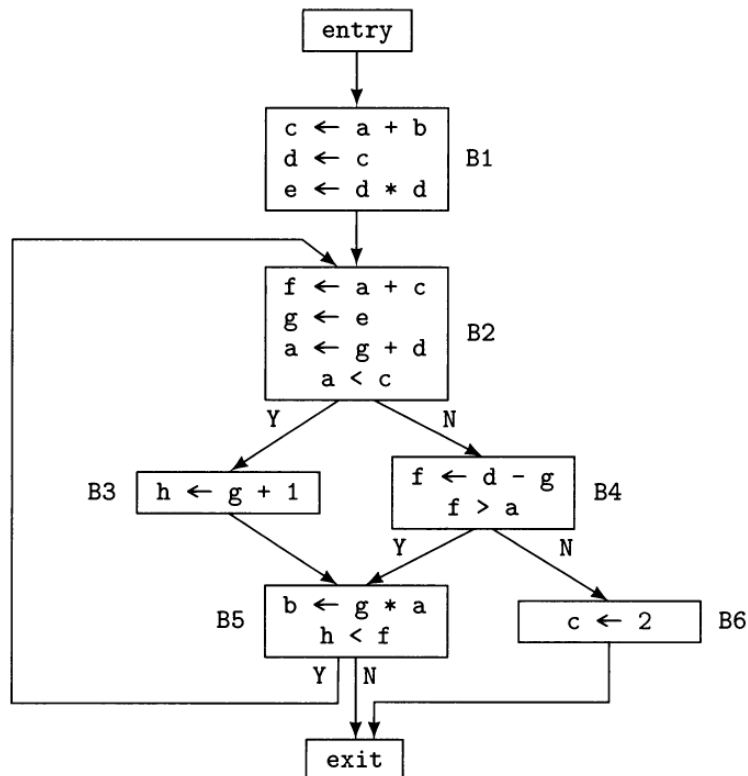 entry
c ← a + b
d ← c
e ← d * d
B1
f ← a + c
g ← e
a ← g + d
a < c
B2
Y
N
B3
h ← g + 1
f ← d - g
f > a
B4
Y
N
B5
b ← g * a
h < f
c ← 2
B6
Y
N
exit